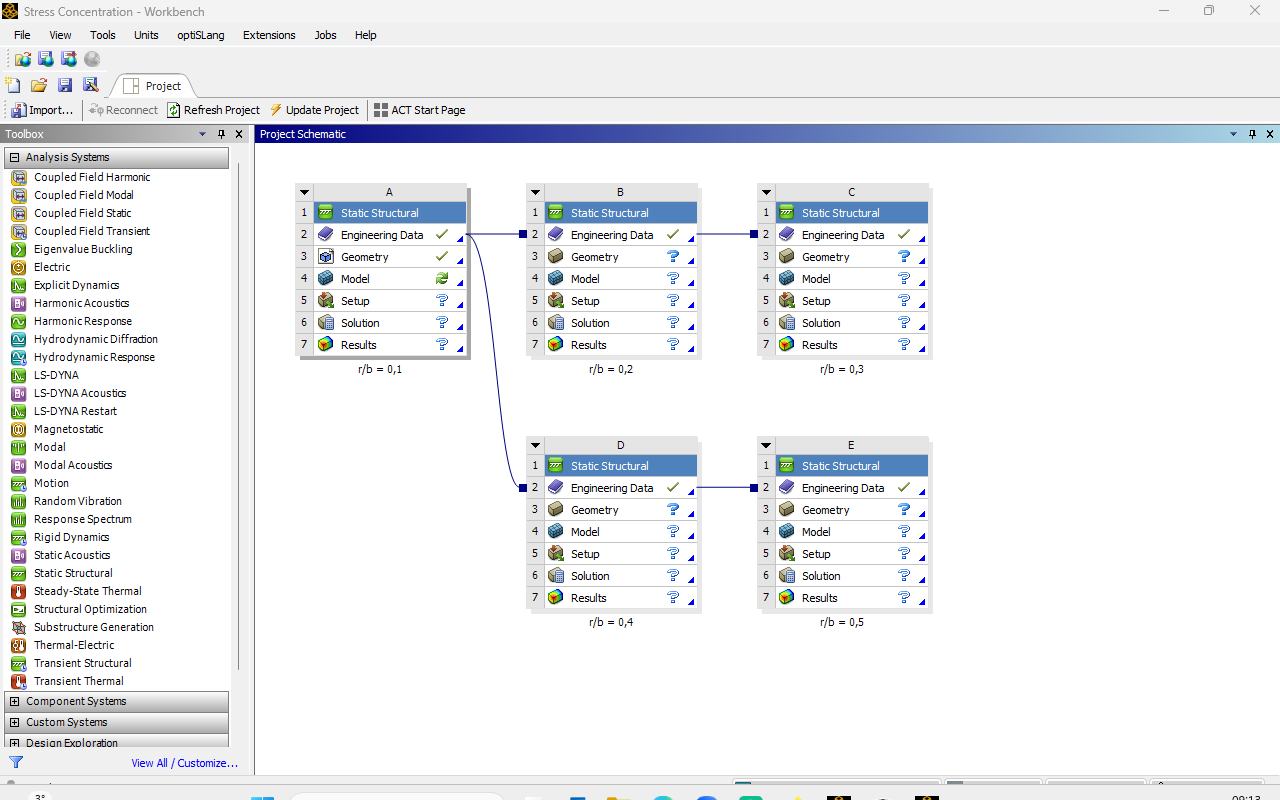 Stress Concentration - Workbench
File View Tools Units optiSLang Extensions Jobs Help
Project
Import... Reconnect Refresh Project Update Project ACT Start Page
Toolbox
Analysis Systems
Coupled Field Harmonic
Coupled Field Modal
Coupled Field Static
Coupled Field Transient
Eigenvalue Buckling
Electric
Explicit Dynamics
Harmonic Acoustics
Harmonic Response
Hydrodynamic Diffraction
Hydrodynamic Response
LS-DYNA
LS-DYNA Acoustics
LS-DYNA Restart
Magnetostatic
Modal
Modal Acoustics
Motion
Random Vibration
Response Spectrum
Rigid Dynamics
Static Acoustics
Static Structural
Steady-State Thermal
Structural Optimization
Substructure Generation
Thermal-Electric
Transient Structural
Transient Thermal
Component Systems
Custom Systems
Design Exploration
View All / Customize...
Project Schematic
A
1 Static Structural
2 Engineering Data
3 Geometry
4 Model
5 Setup
6 Solution
7 Results
r/b = 0,1
B
1 Static Structural
2 Engineering Data
3 Geometry
4 Model
5 Setup
6 Solution
7 Results
r/b = 0,2
C
1 Static Structural
2 Engineering Data
3 Geometry
4 Model
5 Setup
6 Solution
7 Results
r/b = 0,3
D
1 Static Structural
2 Engineering Data
3 Geometry
4 Model
5 Setup
6 Solution
7 Results
r/b = 0,4
E
1 Static Structural
2 Engineering Data
3 Geometry
4 Model
5 Setup
6 Solution
7 Results
r/b = 0,5
3°
09:13